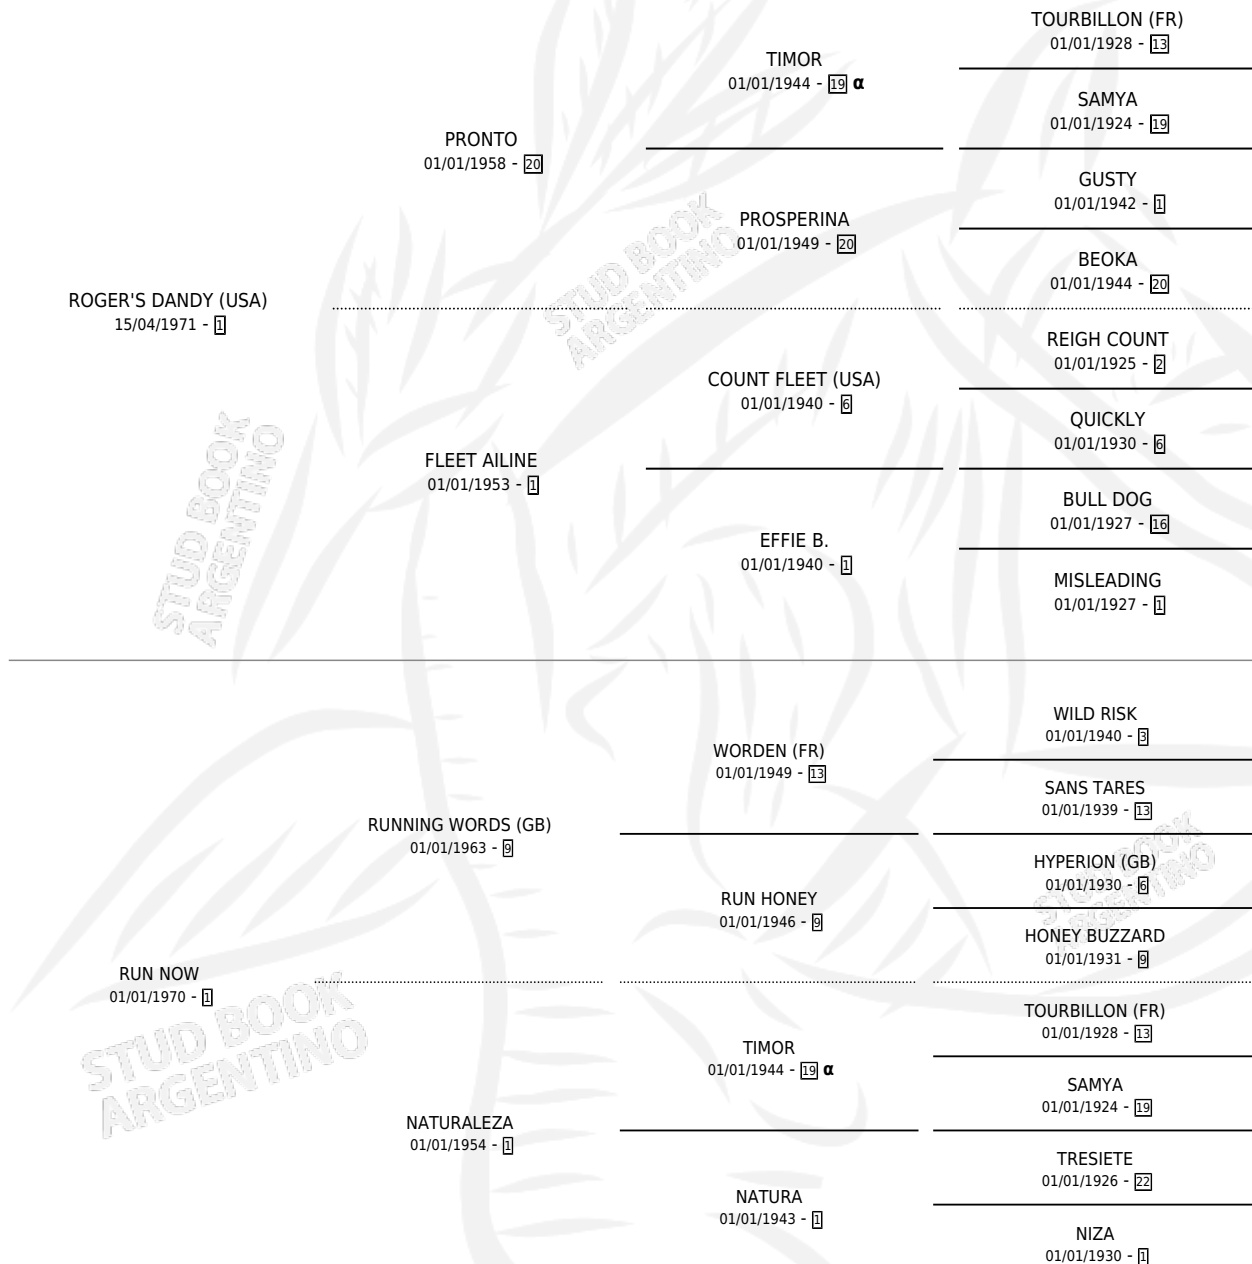 TOURBILLON (FR)
01/01/1928 - 13
TIMOR
01/01/1944 - 19 α
SAMYA
01/01/1924 - 19
PRONTO
01/01/1958 - 20
GUSTY
01/01/1942 - 1
PROSPERINA
01/01/1949 - 20
BEOKA
01/01/1944 - 20
ROGER'S DANDY (USA)
15/04/1971 - 1
STUD BOOK
ARGENTINO
REIGH COUNT
01/01/1925 - 2
COUNT FLEET (USA)
01/01/1940 - 6
QUICKLY
01/01/1930 - 6
FLEET AILINE
01/01/1953 - 1
BULL DOG
01/01/1927 - 16
EFFIE B.
01/01/1940 - 1
MISLEADING
01/01/1927 - 1
STUD BOOK
ARGENTINO
WILD RISK
01/01/1940 - 3
WORDEN (FR)
01/01/1949 - 13
SANS TARES
01/01/1939 - 13
RUNNING WORDS (GB)
01/01/1963 - 9
HYPERION (GB)
01/01/1930 - 6
STUD BOOK
ARGENTINO
RUN HONEY
01/01/1946 - 9
HONEY BUZZARD
01/01/1931 - 9
RUN NOW
01/01/1970 - 1
STUD BOOK
ARGENTINO
TOURBILLON (FR)
01/01/1928 - 13
TIMOR
01/01/1944 - 19 α
SAMYA
01/01/1924 - 19
NATURALEZA
01/01/1954 - 1
TRESIETE
01/01/1926 - 22
NATURA
01/01/1943 - 1
NIZA
01/01/1930 - 1